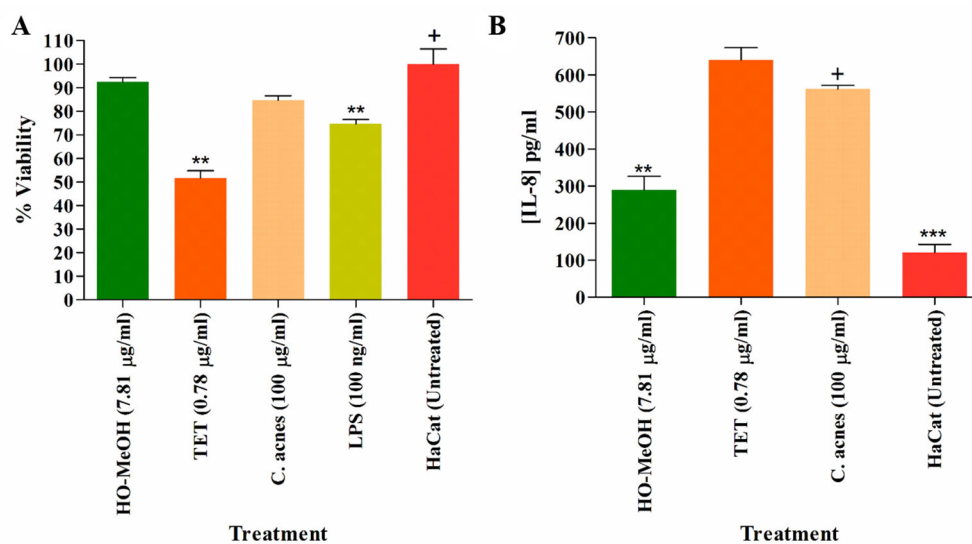 A
% Viability
110
100
90
80
70
60
50
40
30
20
10
0
**
**
+
HO-MeOH (7.81 µg/ml)
TET (0.78 µg/ml)
C. acnes (100 µg/ml)
LPS (100 ng/ml)
HaCat (Untreated)
Treatment
B
[IL-8] pg/ml
700
600
500
400
300
200
100
0
**
+
***
HO-MeOH (7.81 µg/ml)
TET (0.78 µg/ml)
C. acnes (100 µg/ml)
HaCat (Untreated)
Treatment